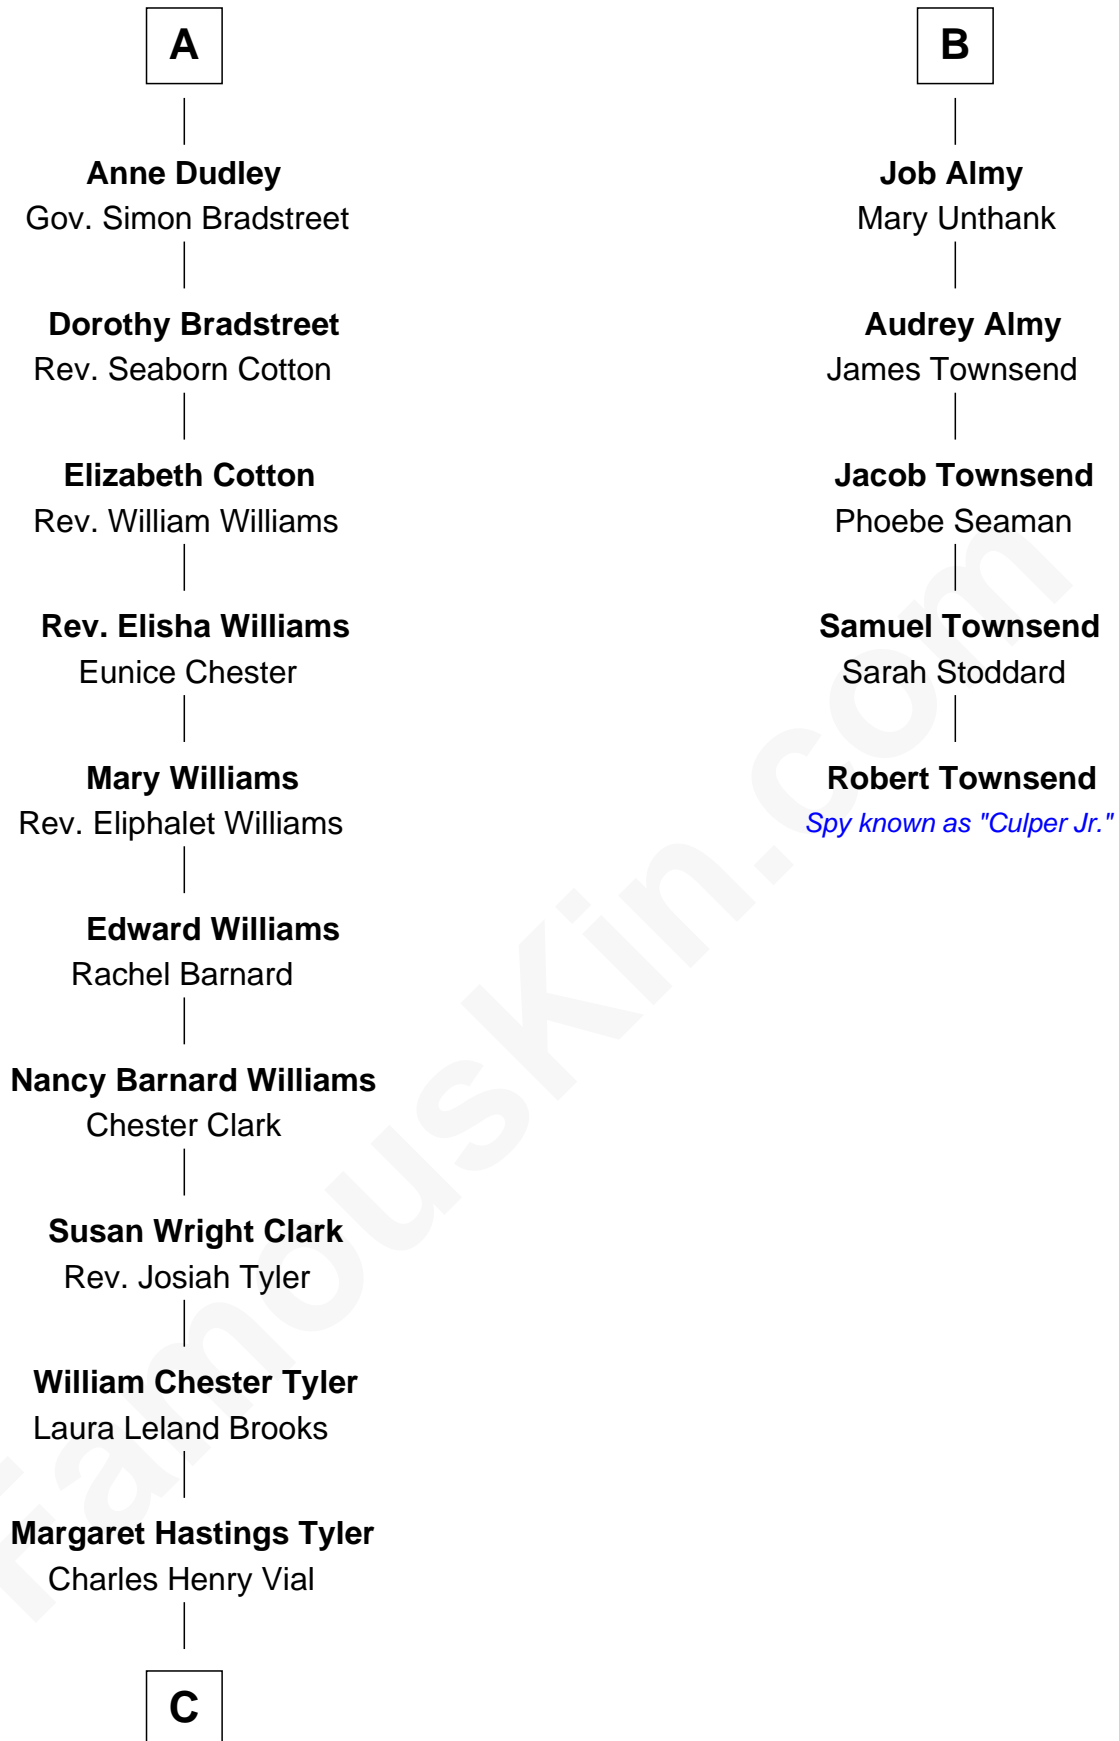 A
Anne Dudley
Gov. Simon Bradstreet
Dorothy Bradstreet
Rev. Seaborn Cotton
Elizabeth Cotton
Rev. William Williams
Rev. Elisha Williams
Eunice Chester
Mary Williams
Rev. Eliphalet Williams
Edward Williams
Rachel Barnard
Nancy Barnard Williams
Chester Clark
Susan Wright Clark
Rev. Josiah Tyler
William Chester Tyler
Laura Leland Brooks
Margaret Hastings Tyler
Charles Henry Vial
C
B
Job Almy
Mary Unthank
Audrey Almy
James Townsend
Jacob Townsend
Phoebe Seaman
Samuel Townsend
Sarah Stoddard
Robert Townsend
Spy known as "Culper Jr."
FamousKin.com